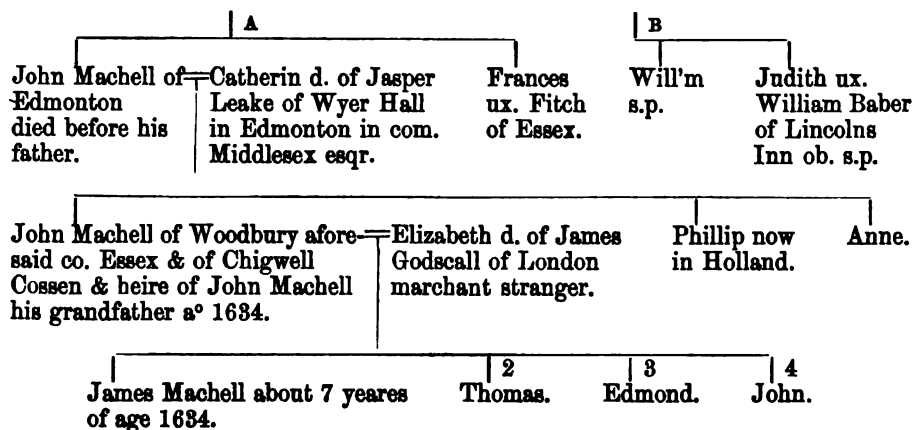 A
B
John Machell of═Catherin d. of Jasper
Edmonton
Leake of Wyer Hall
died before his
in Edmonton in com.
father.
Middlesex esqr.
Frances
ux. Fitch
of Essex.
Will'm
s.p.
Judith ux.
William Baber
of Lincolns
Inn ob. s.p.
John Machell of Woodbury afore-═Elizabeth d. of James
said co. Essex & of Chigwell
Godscall of London
Cossen & heire of John Machell
marchant stranger.
his grandfather aº 1634.
Phillip now
in Holland.
Anne.
James Machell about 7 yeares
of age 1634.
2
Thomas.
3
Edmond.
4
John.